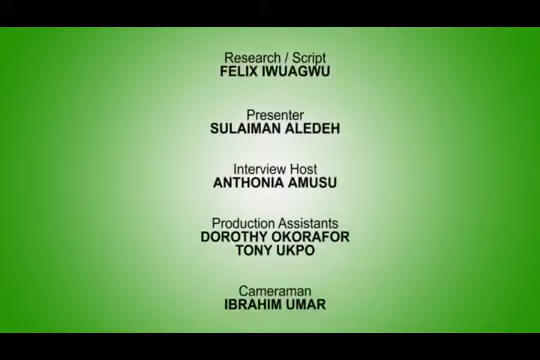 Research / Script
FELIX IWUAGWU
Presenter
SULAIMAN ALEDEH
Interview Host
ANTHONIA AMUSU
Production Assistants
DOROTHY OKORAFOR
TONY UKPO
Cameraman
IBRAHIM UMAR